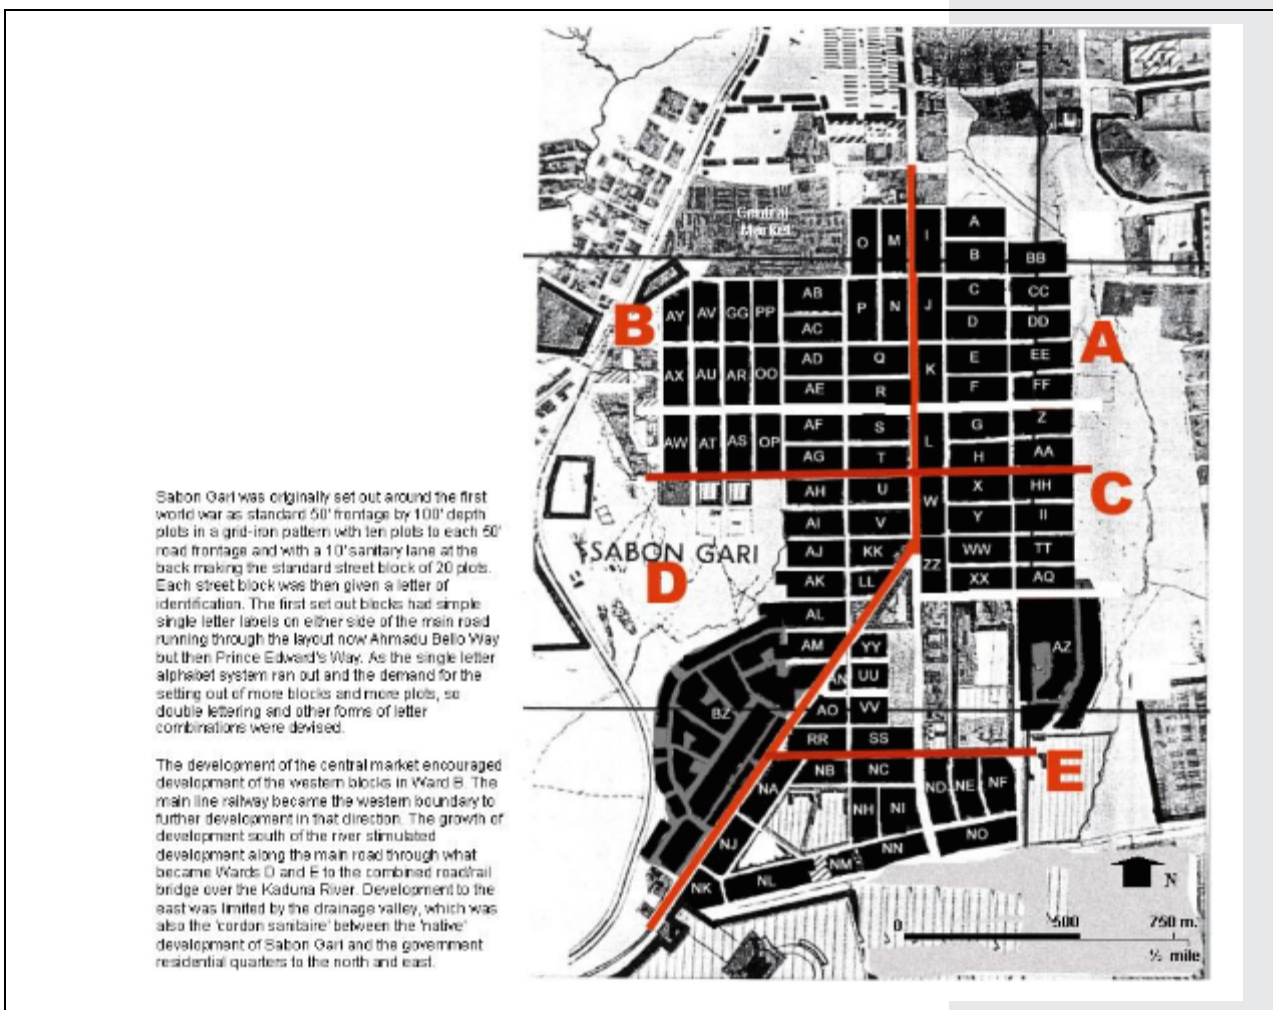 Sabon Gari was originally set out around the first
world war as standard 50' frontage by 100' depth
plots in a grid-iron pattern with ten plots to each 50'
road frontage and with a 10' sanitary lane at the
back making the standard street block of 20 plots.
Each street block was then given a letter of
identification. The first set out blocks had simple
single letter labels on either side of the main road
running through the layout now Ahmadu Bello Way
but then Prince Edward's Way. As the single letter
alphabet system ran out and the demand for the
setting out of more blocks and more plots, so
double lettering and other forms of letter
combinations were devised.
The development of the central market encouraged
development of the western blocks in Ward B. The
main line railway became the western boundary to
further development in that direction. The growth of
development south of the river stimulated
development along the main road through what
became Wards D and E to the combined road/rail
bridge over the Kaduna River. Development to the
east was limited by the drainage valley, which was
also the 'cordon sanitaire' between the 'native'
development of Sabon Gari and the government
residential quarters to the north and east.
Central
Market
O M I A
B BB
AY AV GG PP AB P N J C CC
AC D DD
B
A
AX AU AR OO AD Q K E EE
AE R F FF
AW AT AS OP AF S L G Z
AG T H AA
C
AH U W X HH
AI V Y II
SABON GARI
AJ KK ZZ WW TT
D
AK LL XX AQ
AL
AM YY AZ
AN UU
BZ AO VV
RR SS
E
NA NB NC ND NE NF
NH NI
NJ NM NN NO
NK NL
N
0 500 750 m.
½ mile